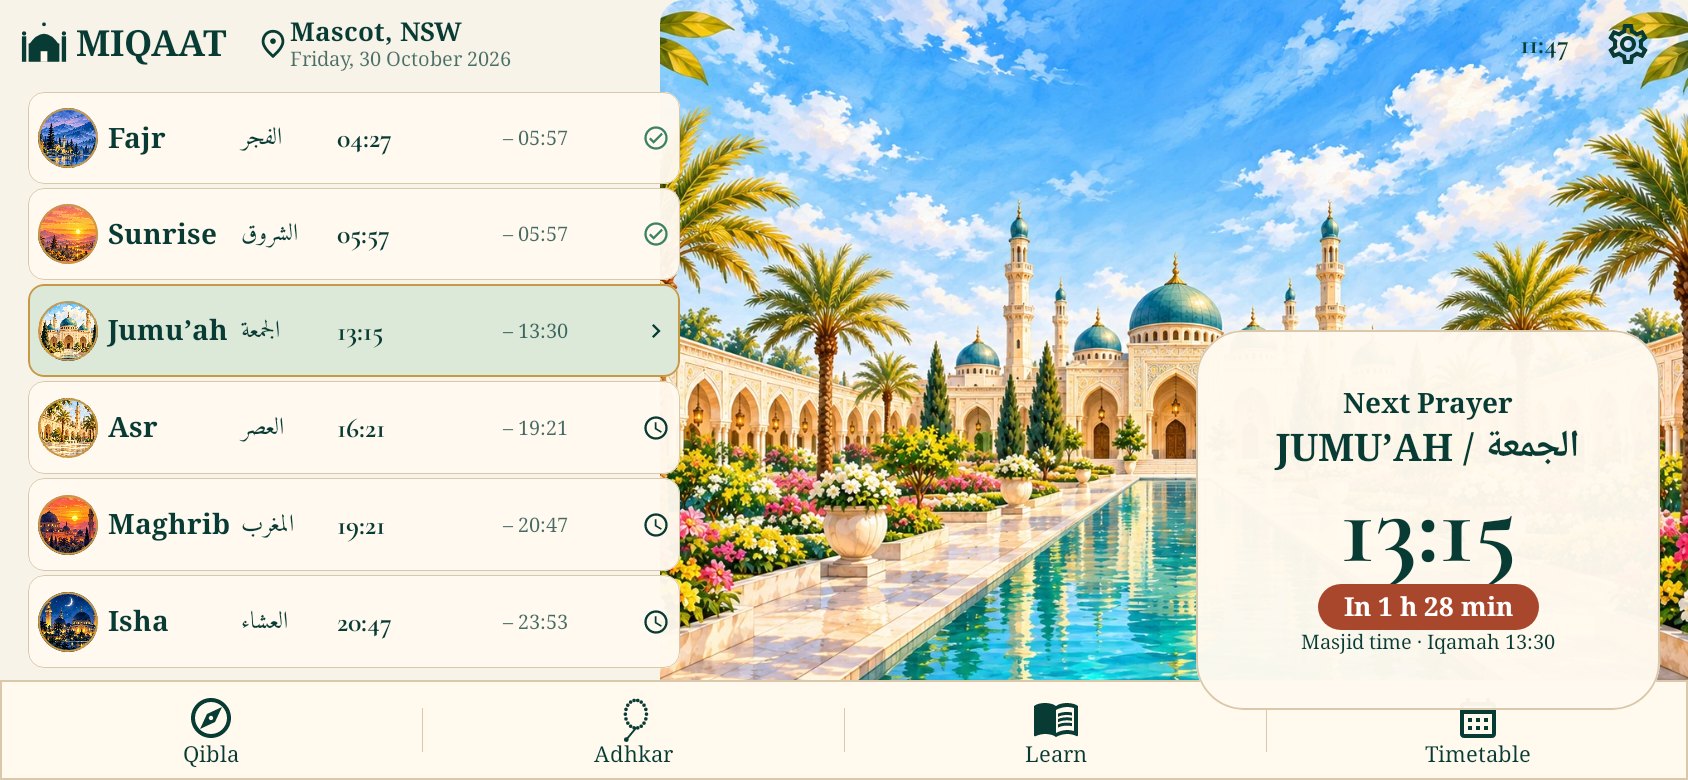 MIQAAT
Mascot, NSW
Friday, 30 October 2026
11:47
Fajr الفجر 04:27 – 05:57
Sunrise الشروق 05:57 – 05:57
Jumu’ah الجمعة 13:15 – 13:30
Asr العصر 16:21 – 19:21
Maghrib المغرب 19:21 – 20:47
Isha العشاء 20:47 – 23:53
Next Prayer
JUMU’AH / الجمعة
13:15
In 1 h 28 min
Masjid time · Iqamah 13:30
Qibla
Adhkar
Learn
Timetable